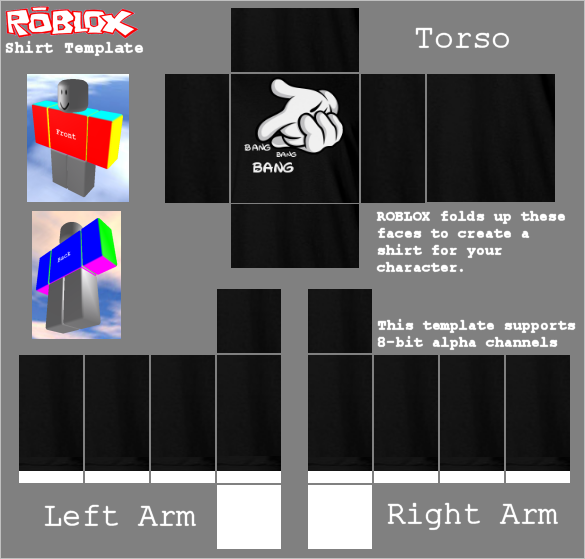 ROBLOX
Shirt Template
Torso
Front
BANG
BANG
BANG
Back
ROBLOX folds up these
faces to create a
shirt for your
character.
This template supports
8-bit alpha channels
Left Arm
Right Arm